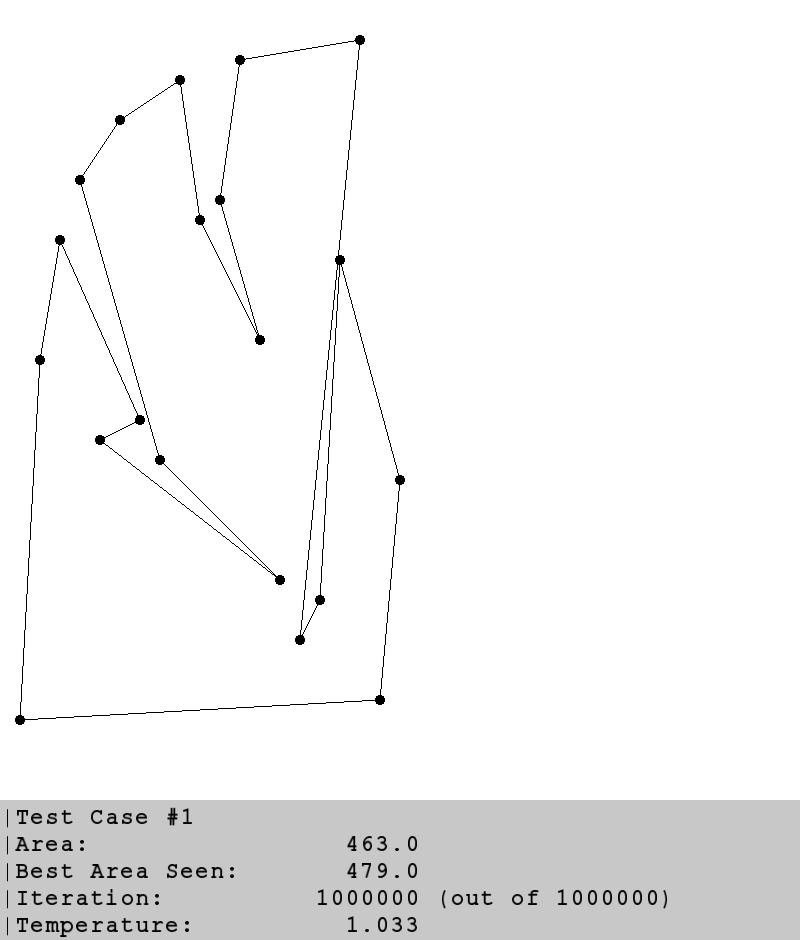 |Test Case #1
|Area: 463.0
|Best Area Seen: 479.0
|Iteration: 1000000 (out of 1000000)
|Temperature: 1.033